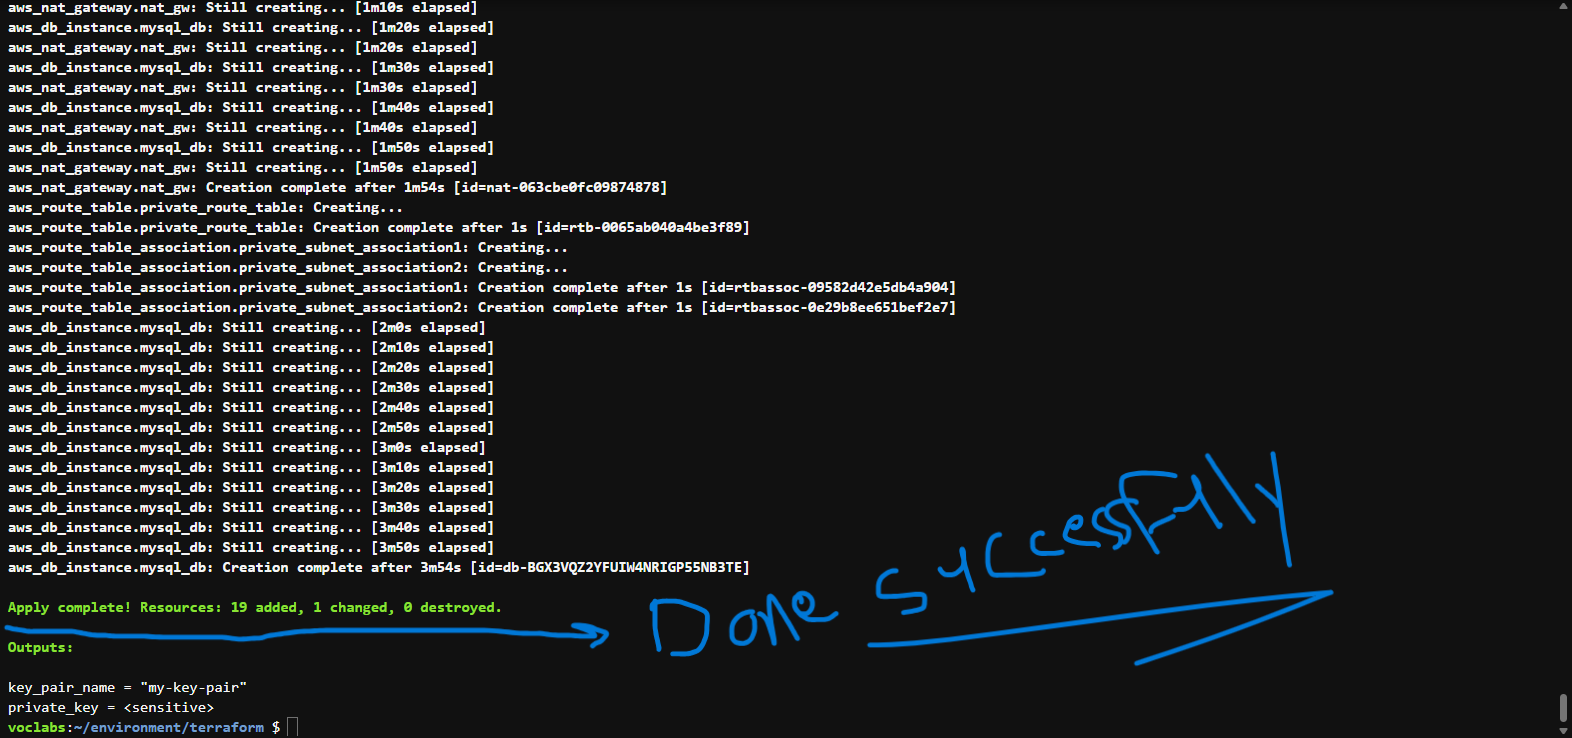 aws_nat_gateway.nat_gw: Still creating... [1m10s elapsed]
aws_db_instance.mysql_db: Still creating... [1m20s elapsed]
aws_nat_gateway.nat_gw: Still creating... [1m20s elapsed]
aws_db_instance.mysql_db: Still creating... [1m30s elapsed]
aws_nat_gateway.nat_gw: Still creating... [1m30s elapsed]
aws_db_instance.mysql_db: Still creating... [1m40s elapsed]
aws_nat_gateway.nat_gw: Still creating... [1m40s elapsed]
aws_db_instance.mysql_db: Still creating... [1m50s elapsed]
aws_nat_gateway.nat_gw: Still creating... [1m50s elapsed]
aws_nat_gateway.nat_gw: Creation complete after 1m54s [id=nat-063cbe0fc09874878]
aws_route_table.private_route_table: Creating...
aws_route_table.private_route_table: Creation complete after 1s [id=rtb-0065ab040a4be3f89]
aws_route_table_association.private_subnet_association1: Creating...
aws_route_table_association.private_subnet_association2: Creating...
aws_route_table_association.private_subnet_association1: Creation complete after 1s [id=rtbassoc-09582d42e5db4a904]
aws_route_table_association.private_subnet_association2: Creation complete after 1s [id=rtbassoc-0e29b8ee651bef2e7]
aws_db_instance.mysql_db: Still creating... [2m0s elapsed]
aws_db_instance.mysql_db: Still creating... [2m10s elapsed]
aws_db_instance.mysql_db: Still creating... [2m20s elapsed]
aws_db_instance.mysql_db: Still creating... [2m30s elapsed]
aws_db_instance.mysql_db: Still creating... [2m40s elapsed]
aws_db_instance.mysql_db: Still creating... [2m50s elapsed]
aws_db_instance.mysql_db: Still creating... [3m0s elapsed]
aws_db_instance.mysql_db: Still creating... [3m10s elapsed]
aws_db_instance.mysql_db: Still creating... [3m20s elapsed]
aws_db_instance.mysql_db: Still creating... [3m30s elapsed]
aws_db_instance.mysql_db: Still creating... [3m40s elapsed]
aws_db_instance.mysql_db: Still creating... [3m50s elapsed]
aws_db_instance.mysql_db: Creation complete after 3m54s [id=db-BGX3VQZ2YFUIW4NRIGP55NB3TE]
Apply complete! Resources: 19 added, 1 changed, 0 destroyed.
Done successfully
Outputs:
key_pair_name = "my-key-pair"
private_key = <sensitive>
voclabs:~/environment/terraform $